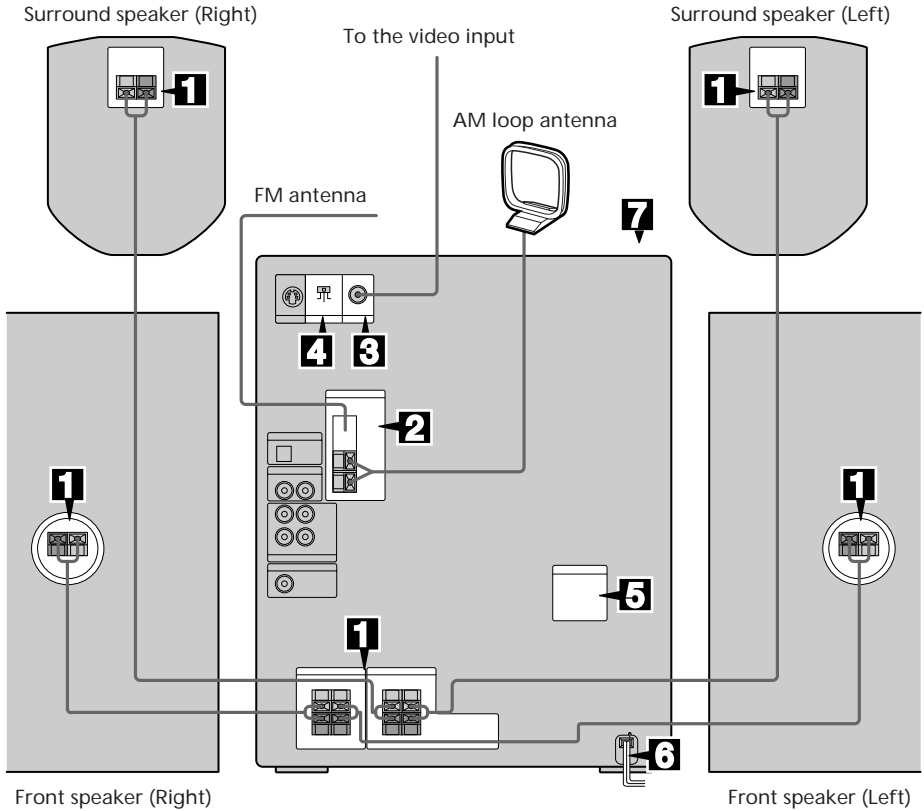 Surround speaker (Right)
Surround speaker (Left)
To the video input
1
1
AM loop antenna
FM antenna
7
4
3
2
1
1
5
1
6
Front speaker (Right)
Front speaker (Left)